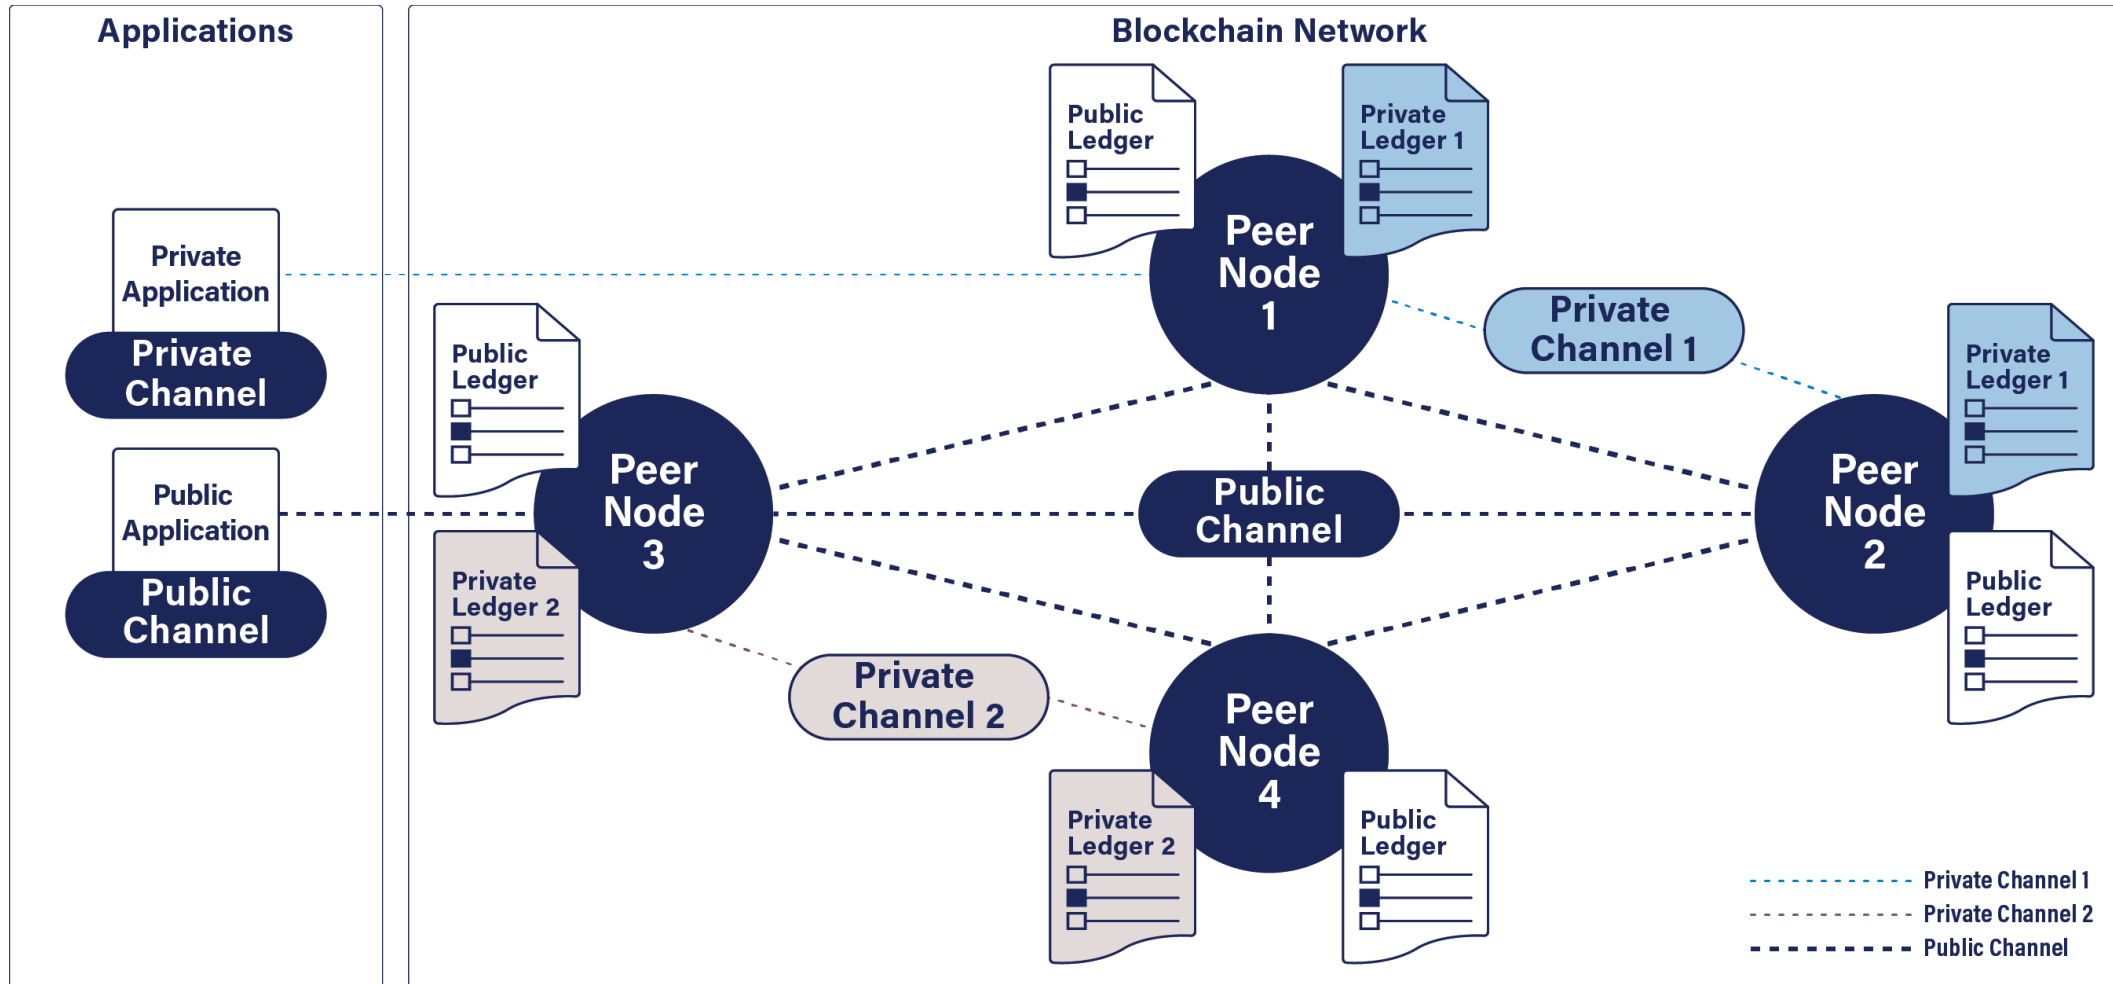 Applications
Private
Application
Private
Channel
Public
Application
Public
Channel
Blockchain Network
Public
Ledger
Private
Ledger 1
Peer
Node
1
Private
Channel 1
Private
Ledger 1
Peer
Node
2
Public
Ledger
Public
Ledger
Peer
Node
3
Private
Ledger 2
Public
Channel
Private
Channel 2
Peer
Node
4
Private
Ledger 2
Public
Ledger
Private Channel 1
Private Channel 2
Public Channel